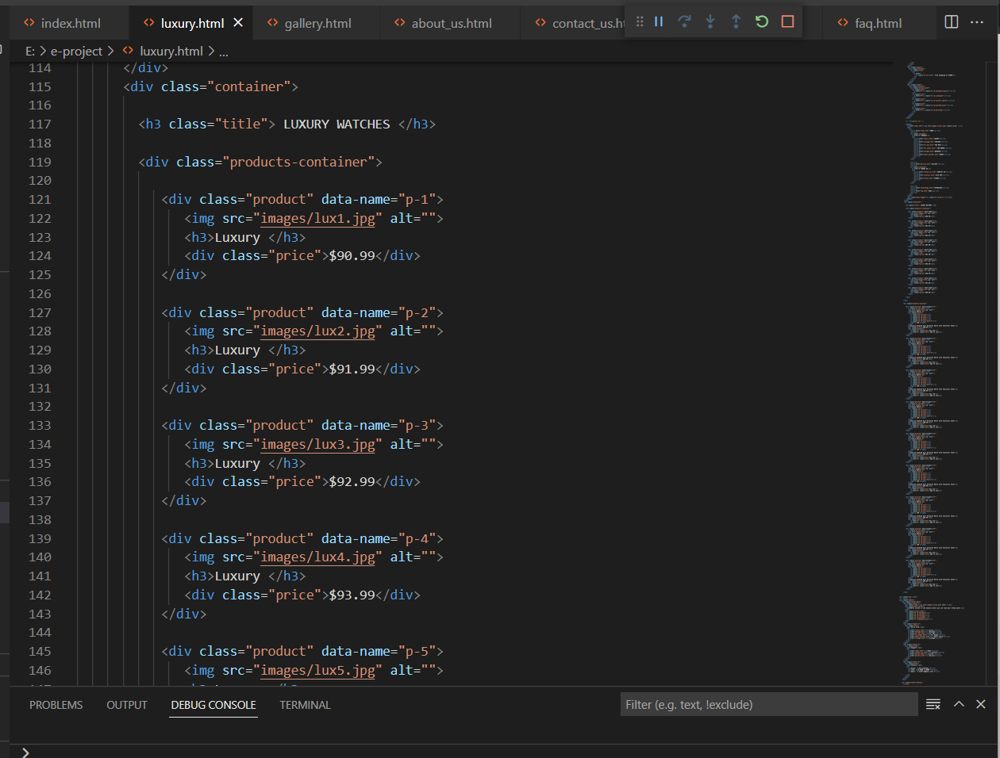 index.html luxury.html gallery.html about_us.html contact_us.ht faq.html
E: > e-project > luxury.html > ...
114 </div>
115 <div class="container">
116
117 <h3 class="title"> LUXURY WATCHES </h3>
118
119 <div class="products-container">
120
121 <div class="product" data-name="p-1">
122 <img src="images/lux1.jpg" alt="">
123 <h3>Luxury </h3>
124 <div class="price">$90.99</div>
125 </div>
126
127 <div class="product" data-name="p-2">
128 <img src="images/lux2.jpg" alt="">
129 <h3>Luxury </h3>
130 <div class="price">$91.99</div>
131 </div>
132
133 <div class="product" data-name="p-3">
134 <img src="images/lux3.jpg" alt="">
135 <h3>Luxury </h3>
136 <div class="price">$92.99</div>
137 </div>
138
139 <div class="product" data-name="p-4">
140 <img src="images/lux4.jpg" alt="">
141 <h3>Luxury </h3>
142 <div class="price">$93.99</div>
143 </div>
144
145 <div class="product" data-name="p-5">
146 <img src="images/lux5.jpg" alt="">
PROBLEMS OUTPUT DEBUG CONSOLE TERMINAL Filter (e.g. text, !exclude)